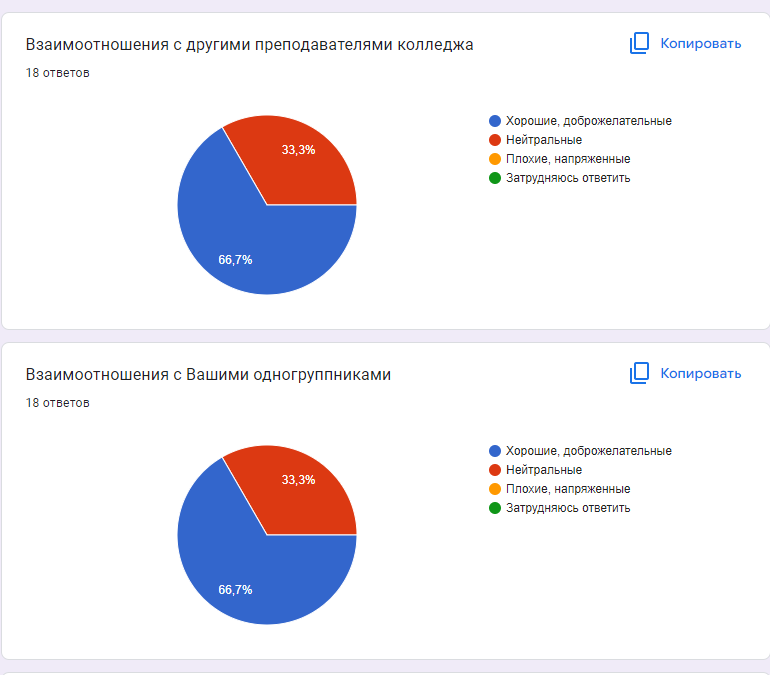 Взаимоотношения с другими преподавателями колледжа
Копировать
18 ответов
33,3%
66,7%
Хорошие, доброжелательные
Нейтральные
Плохие, напряженные
Затрудняюсь ответить
Взаимоотношения с Вашими одногруппниками
Копировать
18 ответов
33,3%
66,7%
Хорошие, доброжелательные
Нейтральные
Плохие, напряженные
Затрудняюсь ответить